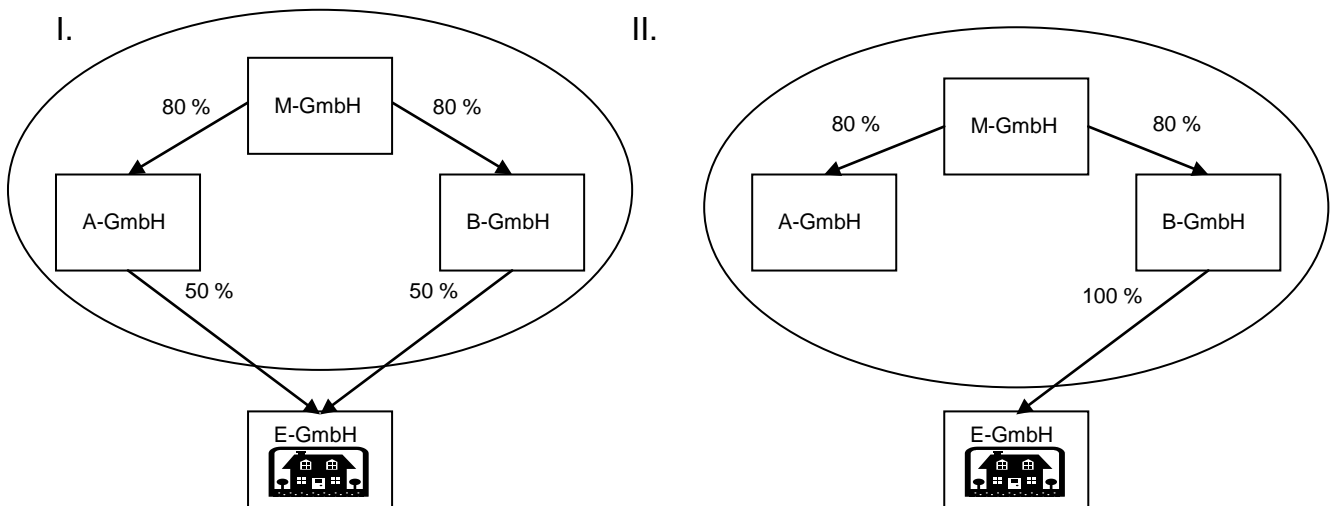 I.
M-GmbH
80 %
80 %
A-GmbH
B-GmbH
50 %
50 %
E-GmbH
II.
M-GmbH
80 %
80 %
A-GmbH
B-GmbH
100 %
E-GmbH